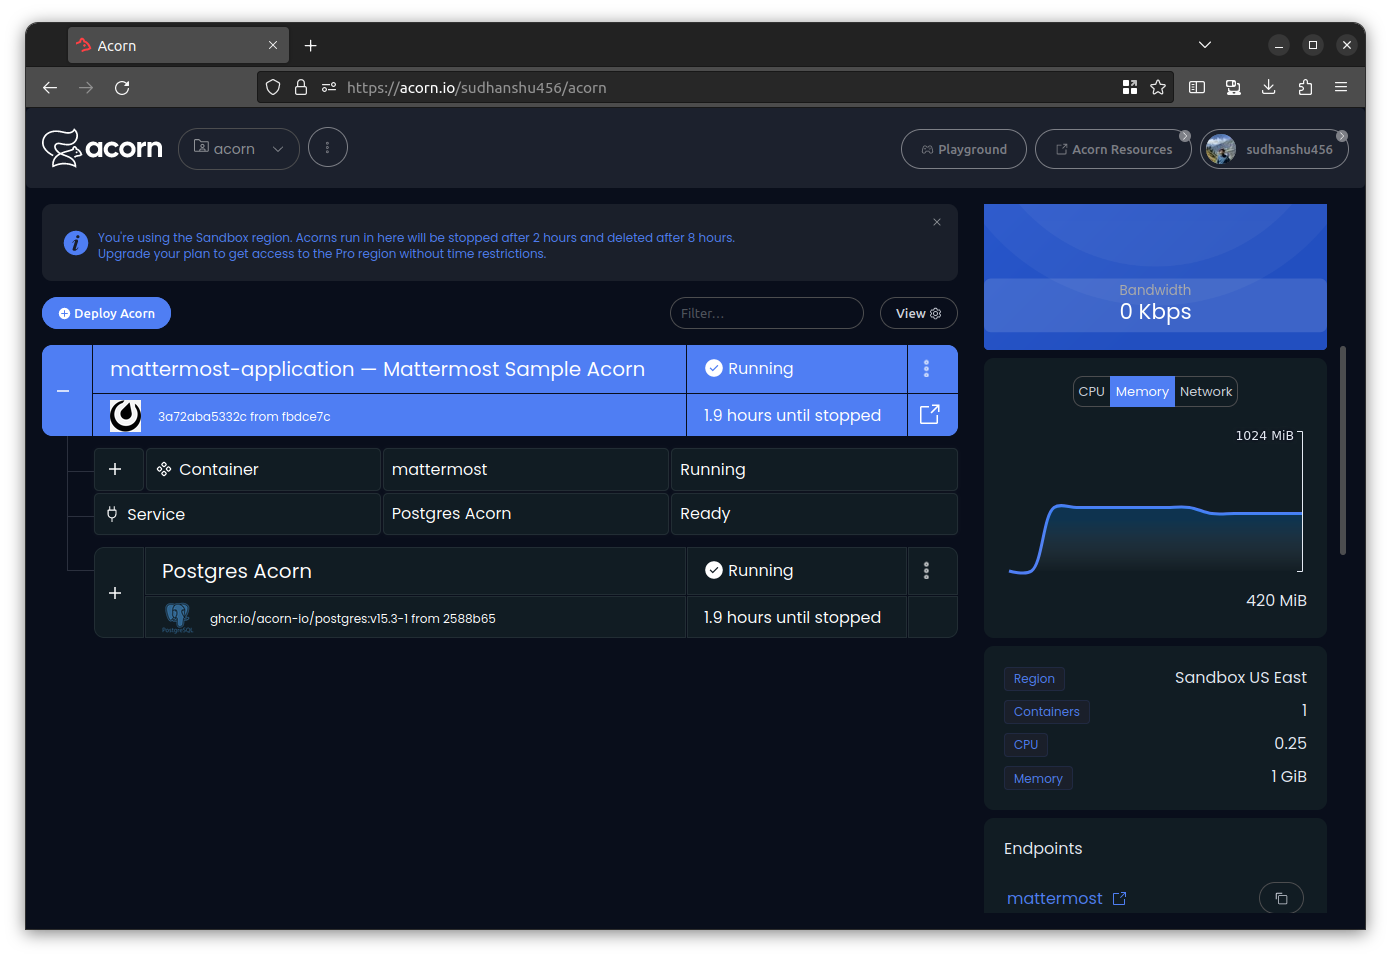 Acorn
https://acorn.io/sudhanshu456/acorn
acorn
acorn
Playground
Acorn Resources
sudhanshu456
You're using the Sandbox region. Acorns run in here will be stopped after 2 hours and deleted after 8 hours.
Upgrade your plan to get access to the Pro region without time restrictions.
Deploy Acorn
Filter...
View
mattermost-application — Mattermost Sample Acorn
Running
3a72aba5332c from fbdce7c
1.9 hours until stopped
Container
mattermost
Running
Service
Postgres Acorn
Ready
Postgres Acorn
Running
PostgreSQL
ghcr.io/acorn-io/postgres:v15.3-1 from 2588b65
1.9 hours until stopped
Bandwidth
0 Kbps
CPU
Memory
Network
1024 MiB
420 MiB
Region
Sandbox US East
Containers
1
CPU
0.25
Memory
1 GiB
Endpoints
mattermost